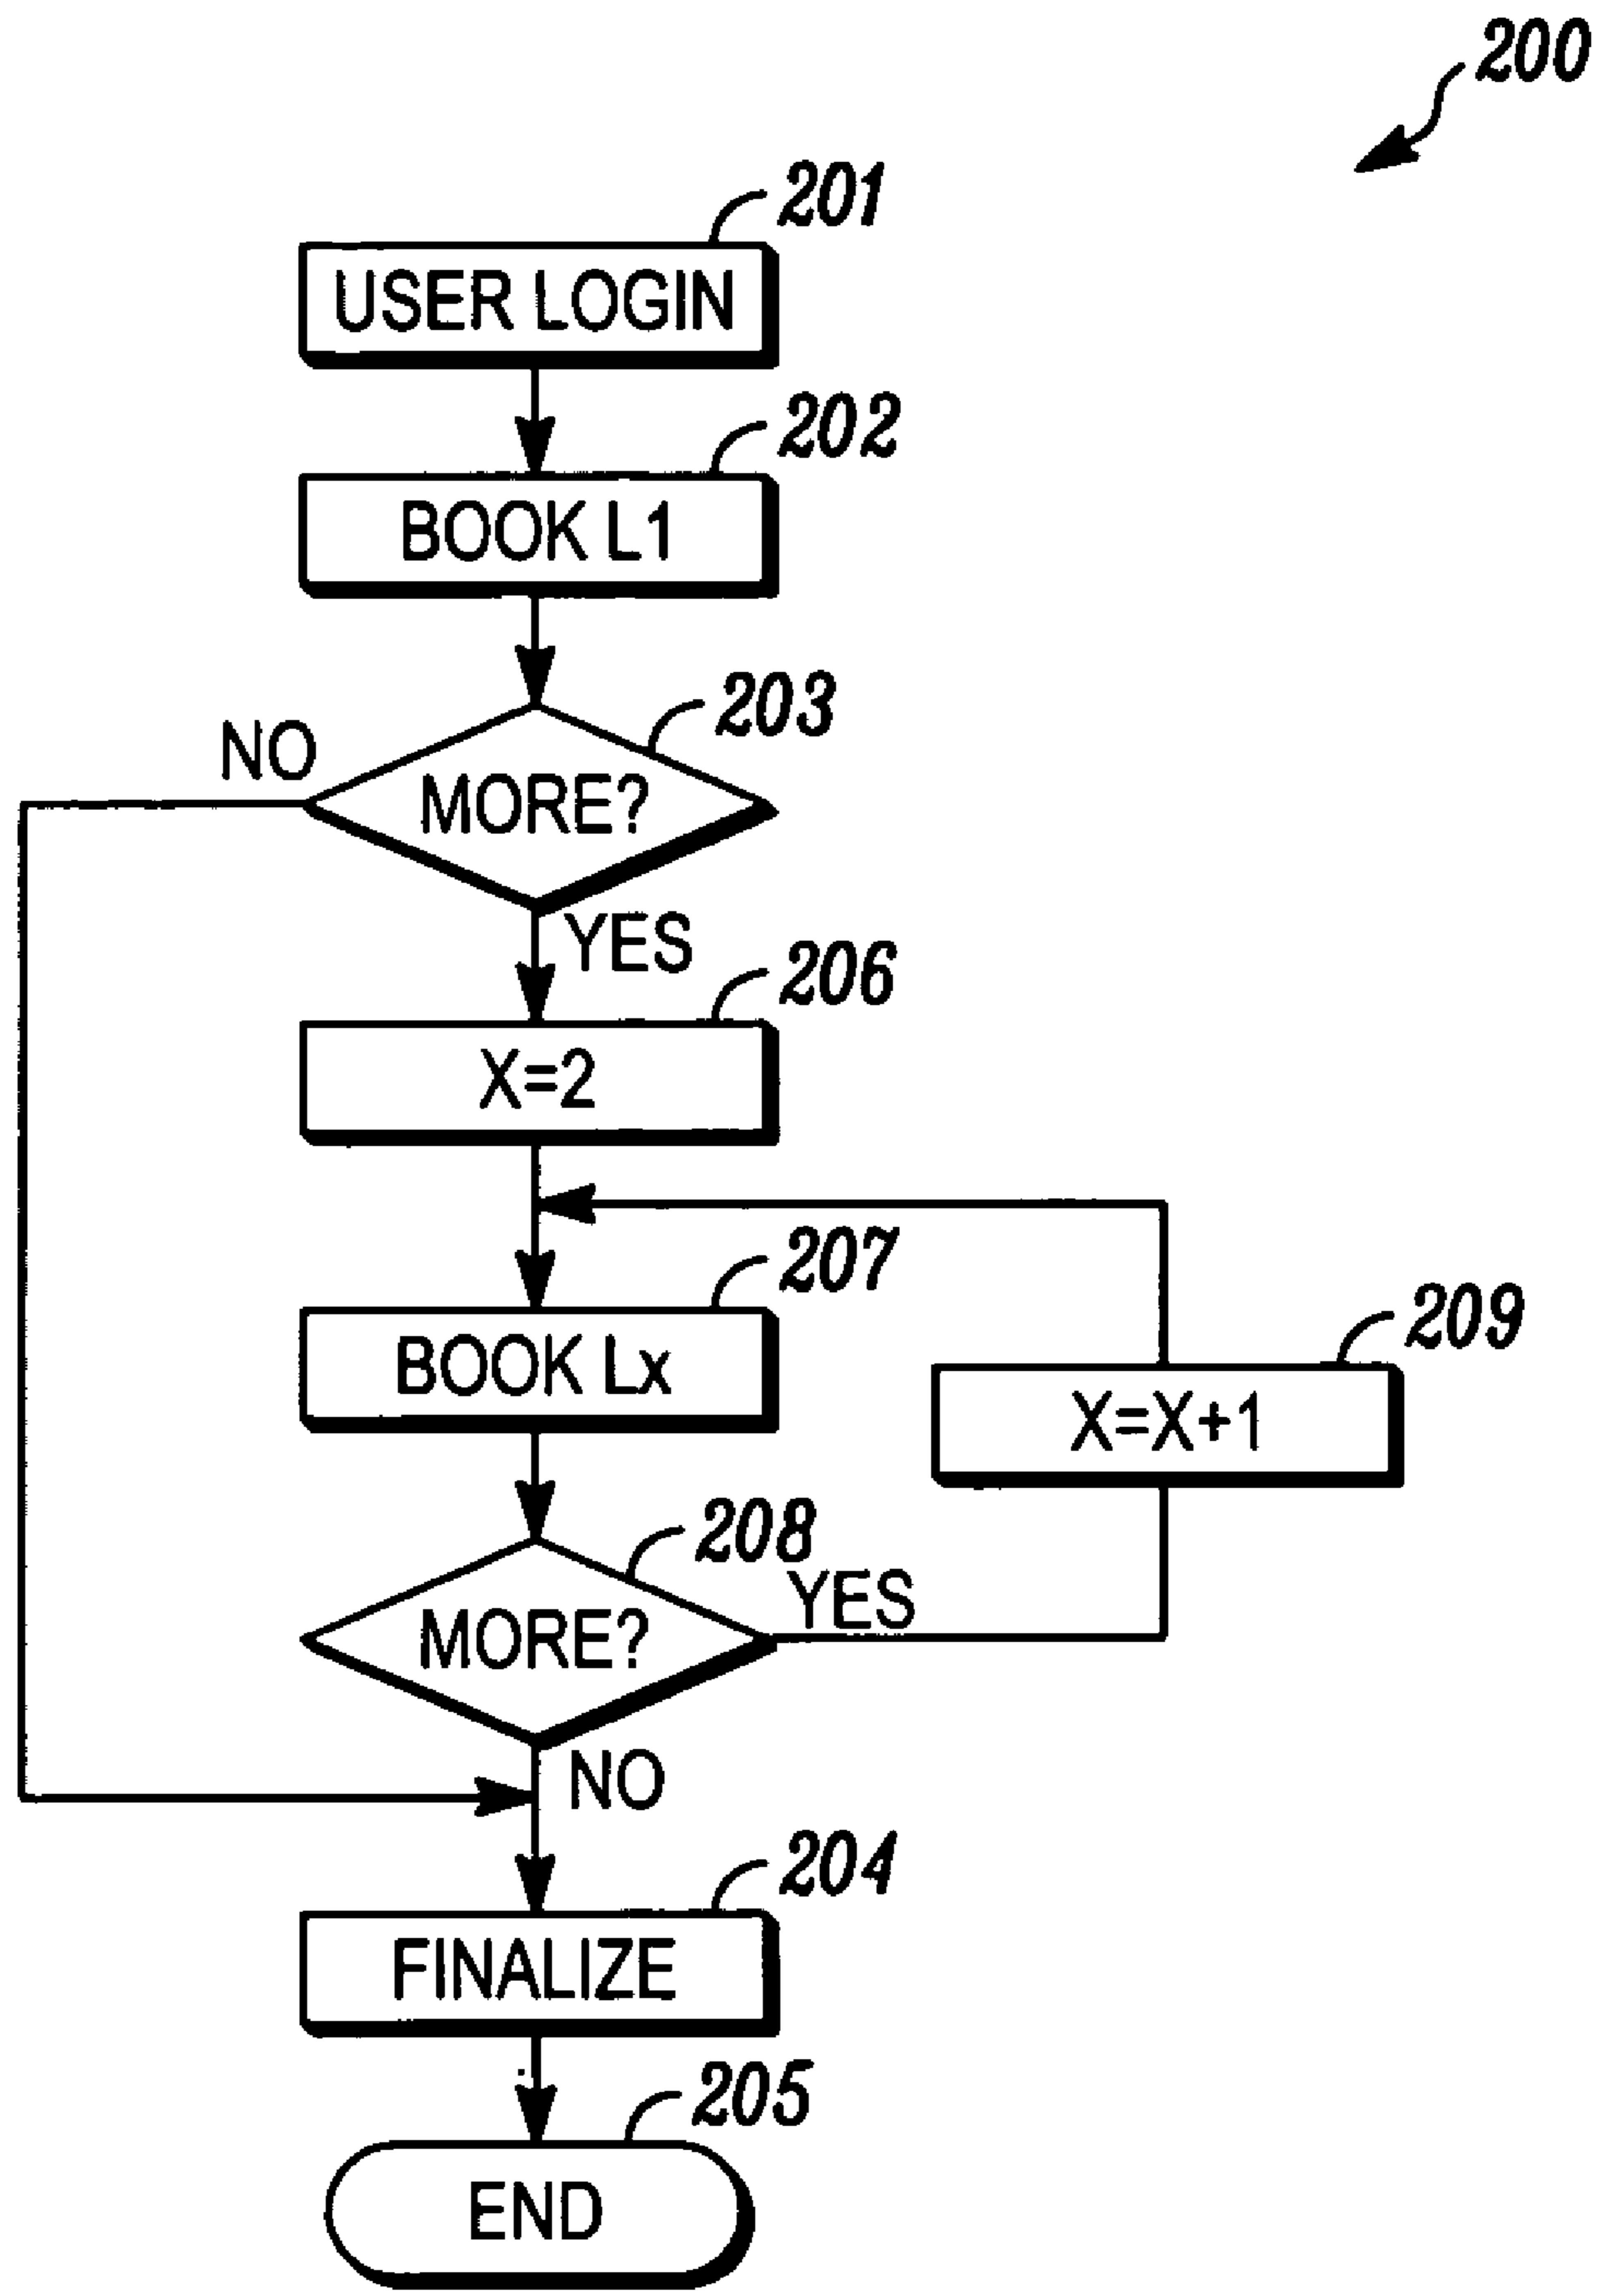 200
201
USER LOGIN
202
BOOK L1
203
NO
MORE?
YES
206
X=2
207
BOOK Lx
209
X=X+1
208
YES
MORE?
NO
204
FINALIZE
205
END